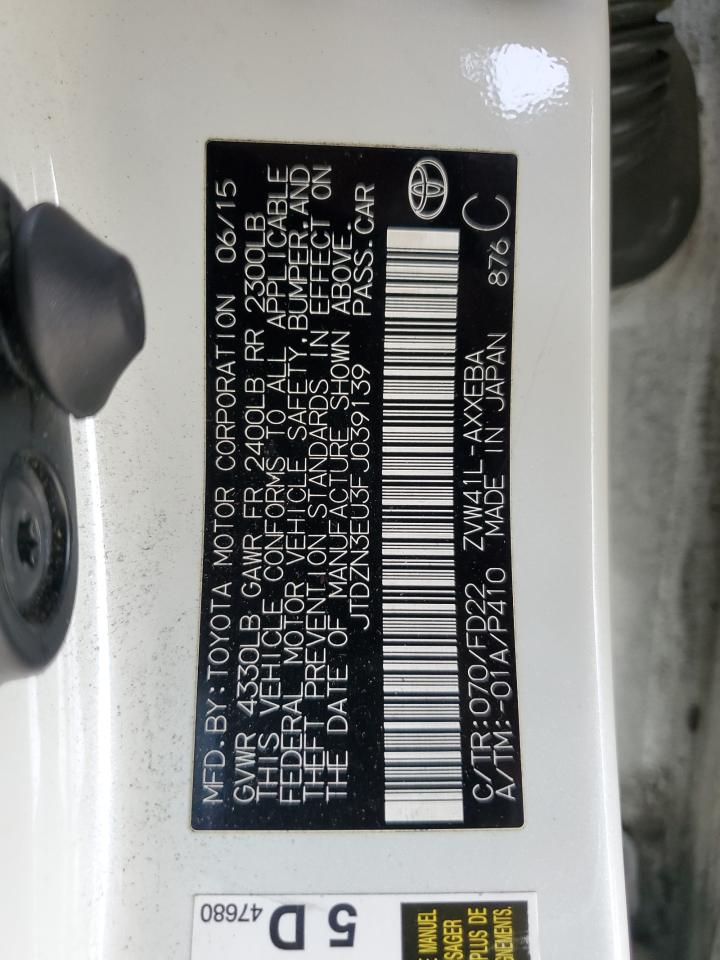 MFD. BY: TOYOTA MOTOR CORPORATION 06/15
GVWR 4330LB GAWR FR 2400LB RR 2300LB
THIS VEHICLE CONFORMS TO ALL APPLICABLE
FEDERAL MOTOR VEHICLE SAFETY, BUMPER, AND
THEFT PREVENTION STANDARDS IN EFFECT ON
THE DATE OF MANUFACTURE SHOWN ABOVE.
JTDZN3EU3FJ039139 PASS. CAR
C/TR:070/FD22 ZVW41L-AXXEBA
A/TM:-01A/P410 MADE IN JAPAN 876 C
47680
5 D
MANUEL
PLUS DE